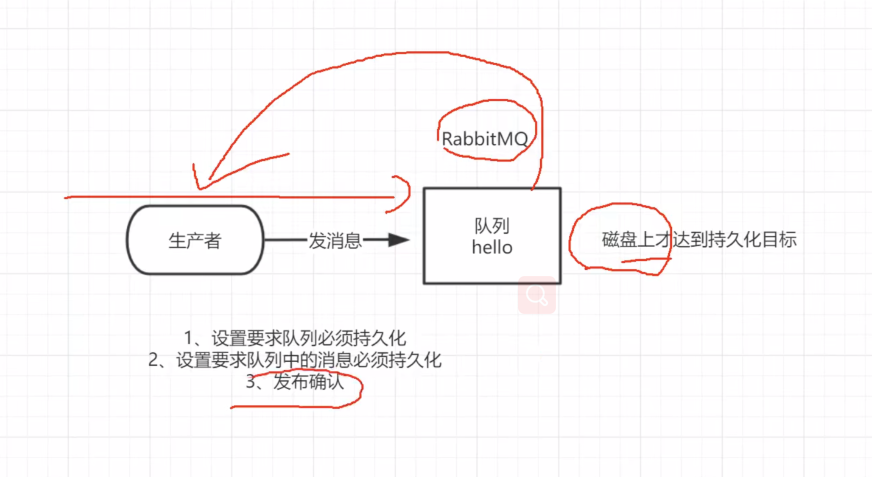 RabbitMQ
生产者
发消息
队列
hello
磁盘上才达到持久化目标
1、设置要求队列必须持久化
2、设置要求队列中的消息必须持久化
3、发布确认